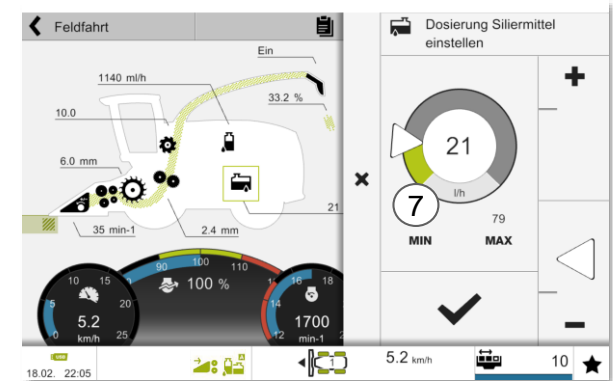 Feldfahrt
Dosierung Siliermittel
einstellen
Ein
1140 ml/h
33.2 %
10.0
6.0 mm
21
35 min-1
2.4 mm
21
l/h
7
79
MIN
MAX
90
100
110
100 %
0
5
10
15
20
25
5.2
km/h
12
14
16
18
1700
min-1
18.02. 22:05
A
1
5.2 km/h
10